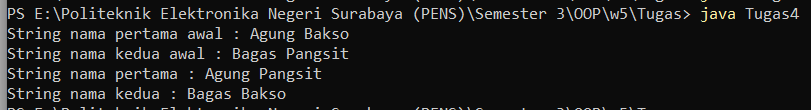 PS E:\Politeknik Elektronika Negeri Surabaya (PENS)\Semester 3\OOP\w5\Tugas> java Tugas4
String nama pertama awal : Agung Bakso
String nama kedua awal : Bagas Pangsit
String nama pertama : Agung Pangsit
String nama kedua : Bagas Bakso
PS E:\Politeknik Elektronika Negeri Surabaya (PENS)\Semester 3\OOP\w5\Tugas>